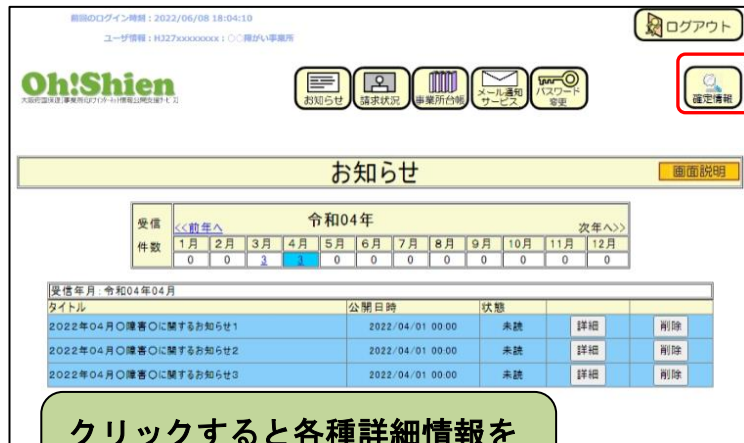 前回のログイン時刻：2022/06/08 18:04:10
ユーザ情報：HJ27xxxxxxxx：〇〇障がい事業所
ログアウト
Oh!Shien
お知らせ
請求状況
事業所台帳
メール通知サービス
パスワード変更
確定情報
お知らせ
画面説明
受信件数
<<前年へ 令和04年 次年へ>>
1月 2月 3月 4月 5月 6月 7月 8月 9月 10月 11月 12月
0 0 3 3 0 0 0 0 0 0 0 0
受信年月：令和04年04月
タイトル 公開日時 状態
2022年04月〇障害〇に関するお知らせ1 2022/04/01 00:00 未読 詳細 削除
2022年04月〇障害〇に関するお知らせ2 2022/04/01 00:00 未読 詳細 削除
2022年04月〇障害〇に関するお知らせ3 2022/04/01 00:00 未読 詳細 削除
クリックすると各種詳細情報を